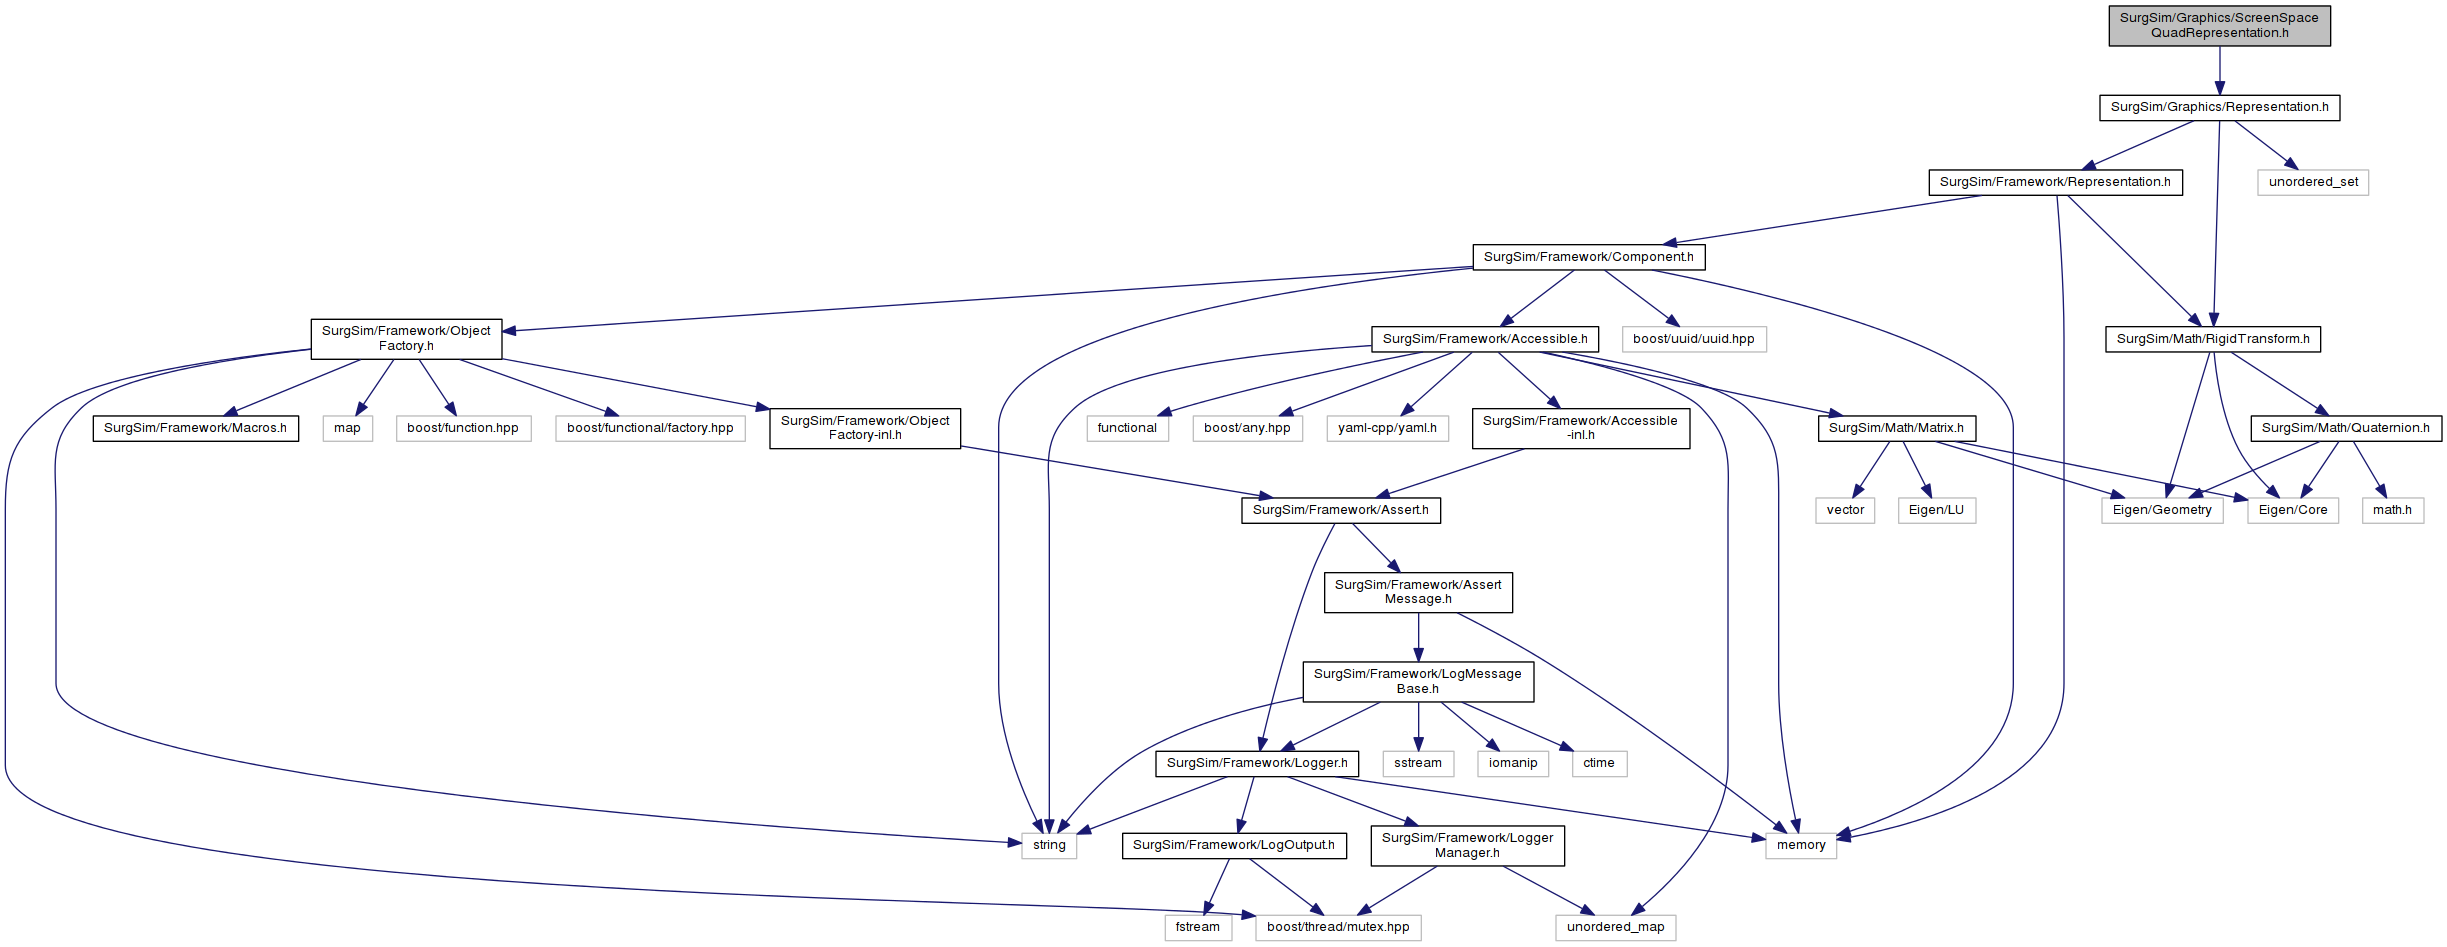 SurgSim/Graphics/ScreenSpace
QuadRepresentation.h
SurgSim/Graphics/Representation.h
SurgSim/Framework/Representation.h
unordered_set
SurgSim/Framework/Component.h
SurgSim/Framework/Object
Factory.h
SurgSim/Framework/Accessible.h
boost/uuid/uuid.hpp
SurgSim/Math/RigidTransform.h
SurgSim/Framework/Macros.h
map
boost/function.hpp
boost/functional/factory.hpp
SurgSim/Framework/Object
Factory-inl.h
functional
boost/any.hpp
yaml-cpp/yaml.h
SurgSim/Framework/Accessible
-inl.h
SurgSim/Math/Matrix.h
SurgSim/Math/Quaternion.h
SurgSim/Framework/Assert.h
vector
Eigen/LU
Eigen/Geometry
Eigen/Core
math.h
SurgSim/Framework/Assert
Message.h
SurgSim/Framework/LogMessage
Base.h
SurgSim/Framework/Logger.h
sstream
iomanip
ctime
string
SurgSim/Framework/LogOutput.h
SurgSim/Framework/Logger
Manager.h
memory
fstream
boost/thread/mutex.hpp
unordered_map